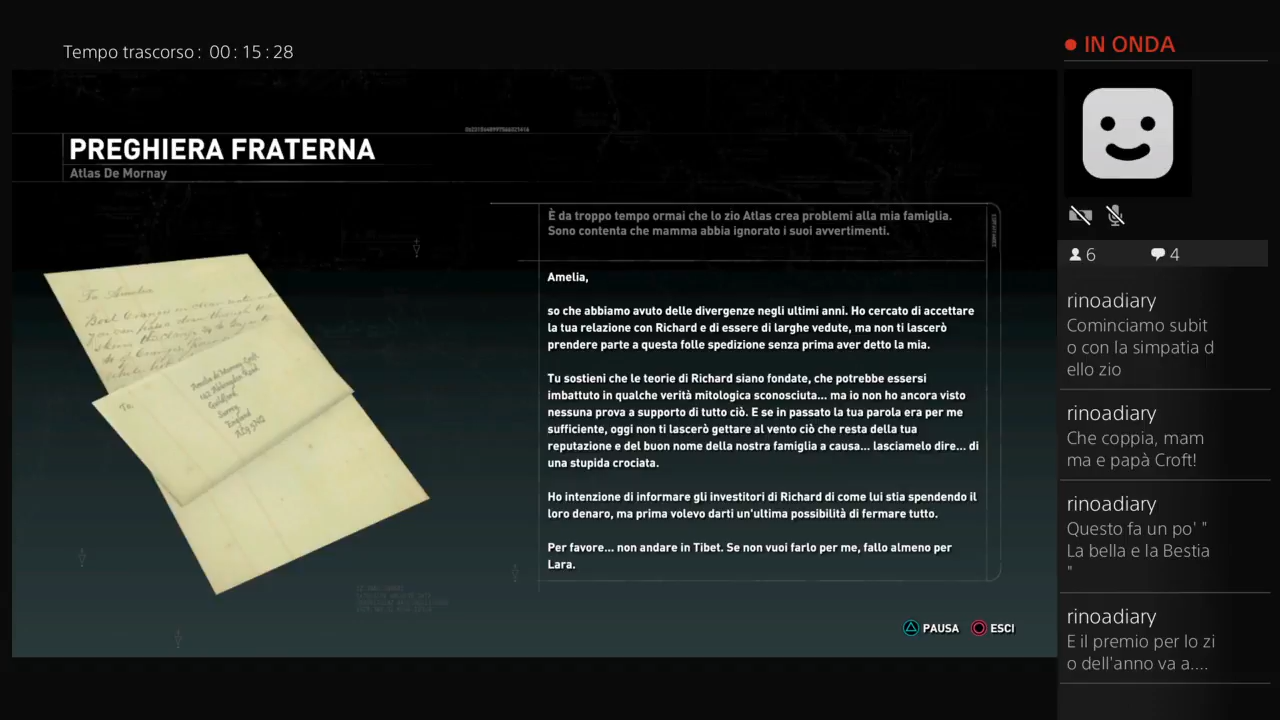 Tempo trascorso: 00:15:28
PREGHIERA FRATERNA
Atlas De Mornay
È da troppo tempo ormai che lo zio Atlas crea problemi alla mia famiglia.
Sono contenta che mamma abbia ignorato i suoi avvertimenti.
Amelia,
so che abbiamo avuto delle divergenze negli ultimi anni. Ho cercato di accettare
la tua relazione con Richard e di essere di larghe vedute, ma non ti lascerò
prendere parte a questa folle spedizione senza prima aver detto la mia.
Tu sostieni che le teorie di Richard siano fondate, che potrebbe essersi
imbattuto in qualche verità mitologica sconosciuta... ma io non ho ancora visto
nessuna prova a supporto di tutto ciò. E se in passato la tua parola era per me
sufficiente, oggi non ti lascerò gettare al vento ciò che resta della tua
reputazione e del buon nome della nostra famiglia a causa... lasciamelo dire... di
una stupida crociata.
Ho intenzione di informare gli investitori di Richard di come lui stia spendendo il
loro denaro, ma prima volevo darti un'ultima possibilità di fermare tutto.
Per favore... non andare in Tibet. Se non vuoi farlo per me, fallo almeno per
Lara.
PAUSA ESCI
To Amelia
To:
Guildford
Surrey
England
IN ONDA
6 4
rinoadiary
Cominciamo subit
o con la simpatia d
ello zio
rinoadiary
Che coppia, mam
ma e papà Croft!
rinoadiary
Questo fa un po' "
La bella e la Bestia
"
rinoadiary
E il premio per lo zi
o dell'anno va a....